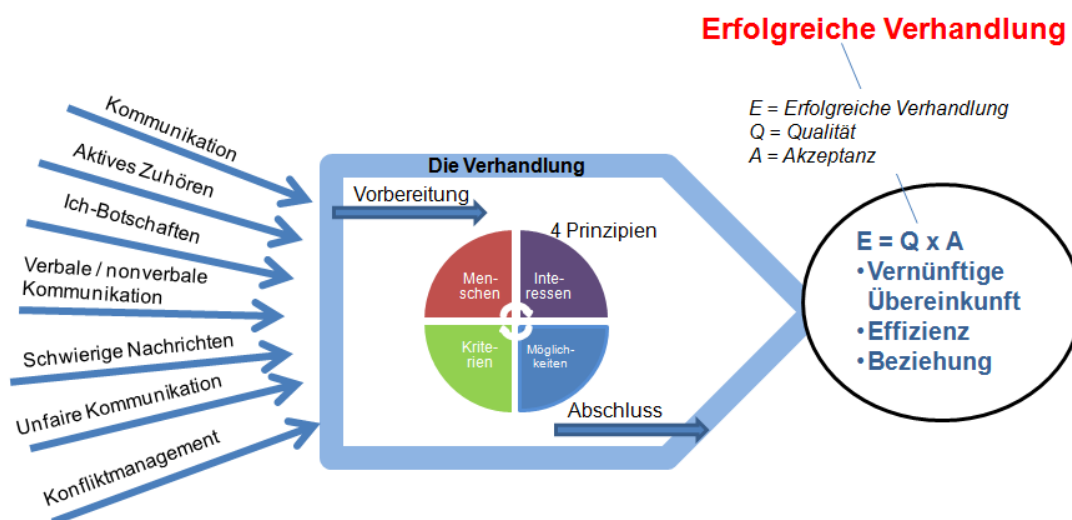 Erfolgreiche Verhandlung
E = Erfolgreiche Verhandlung
Q = Qualität
A = Akzeptanz
Kommunikation
Aktives Zuhören
Ich-Botschaften
Verbale / nonverbale
Kommunikation
Schwierige Nachrichten
Unfaire Kommunikation
Konfliktmanagement
Die Verhandlung
Vorbereitung
4 Prinzipien
Men-
schen
Inte-
ressen
Krite-
rien
Möglich-
keiten
Abschluss
E = Q x A
•Vernünftige
Übereinkunft
•Effizienz
•Beziehung